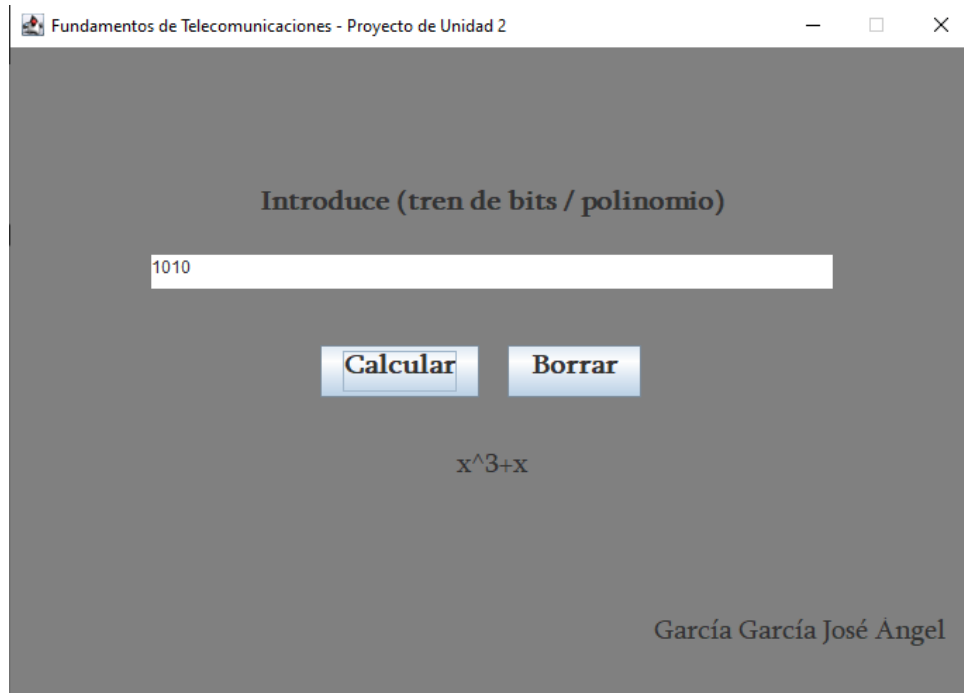 Fundamentos de Telecomunicaciones - Proyecto de Unidad 2
Introduce (tren de bits / polinomio)
1010
Calcular Borrar
x^3+x
García García José Ángel